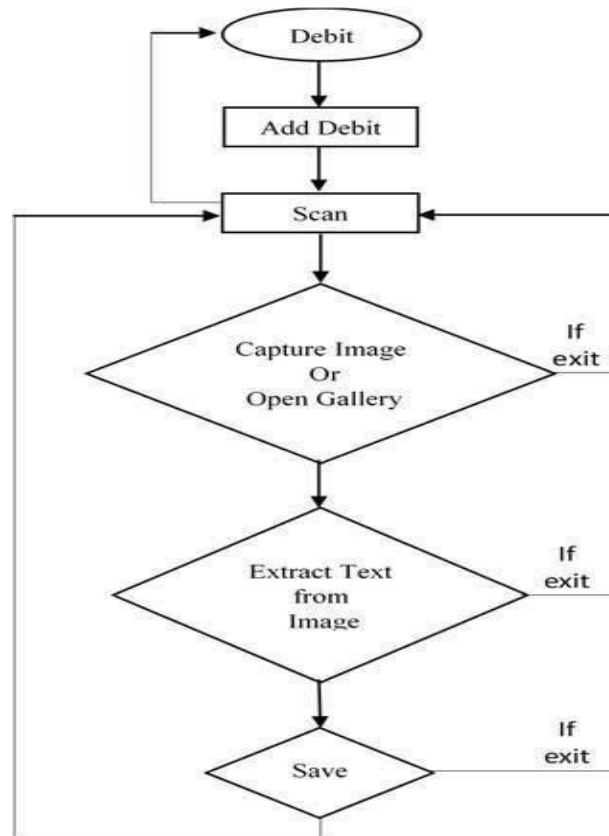 Debit
Add Debit
Scan
Capture Image
Or
Open Gallery
If
exit
Extract Text
from
Image
If
exit
Save
If
exit